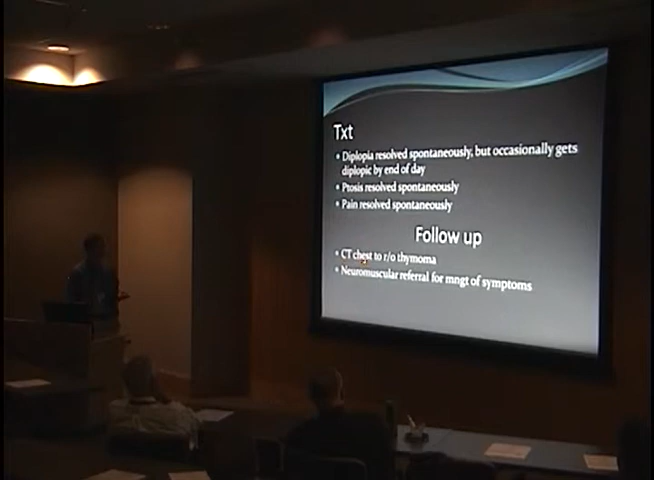 Txt
• Diplopia resolved spontaneously, but occasionally gets
diplopic by end of day
• Ptosis resolved spontaneously
• Pain resolved spontaneously
Follow up
• CT chest to r/o thymoma
• Neuromuscular referral for mngt of symptoms